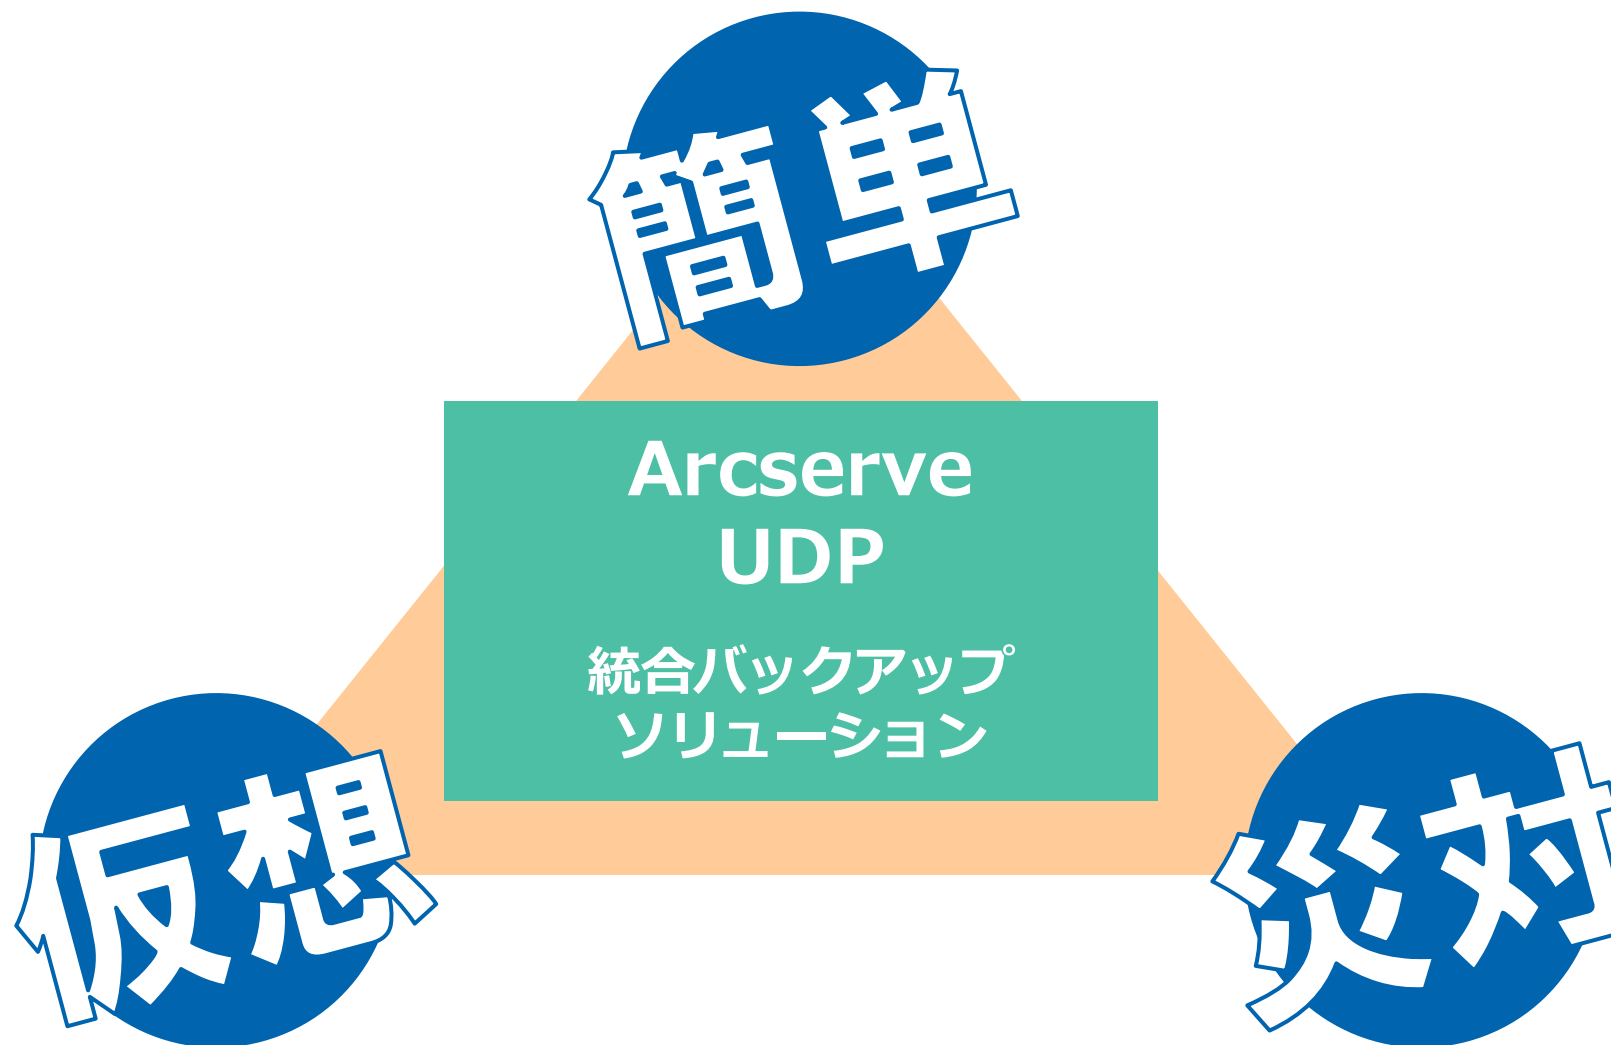 簡単
Arcserve
UDP
統合バックアップ
ソリューション
仮想
災対